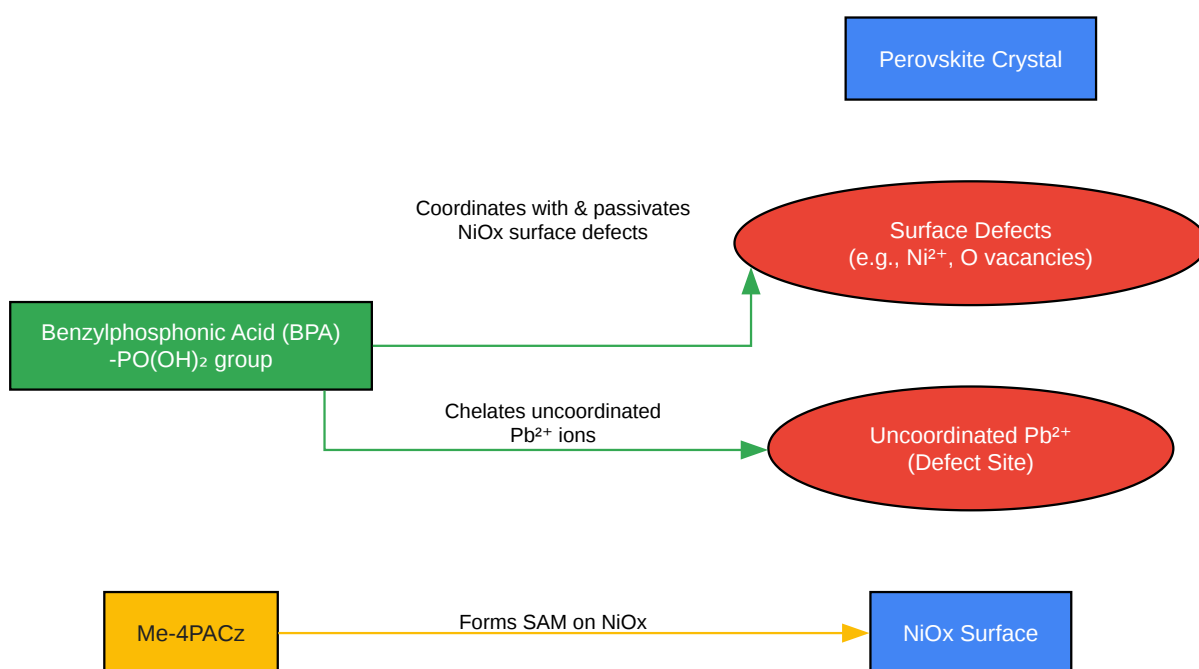 Perovskite Crystal
Coordinates with & passivates
NiOx surface defects
Surface Defects
(e.g., Ni²⁺, O vacancies)
Benzylphosphonic Acid (BPA)
-PO(OH)₂ group
Chelates uncoordinated
Pb²⁺ ions
Uncoordinated Pb²⁺
(Defect Site)
Me-4PACz
Forms SAM on NiOx
NiOx Surface